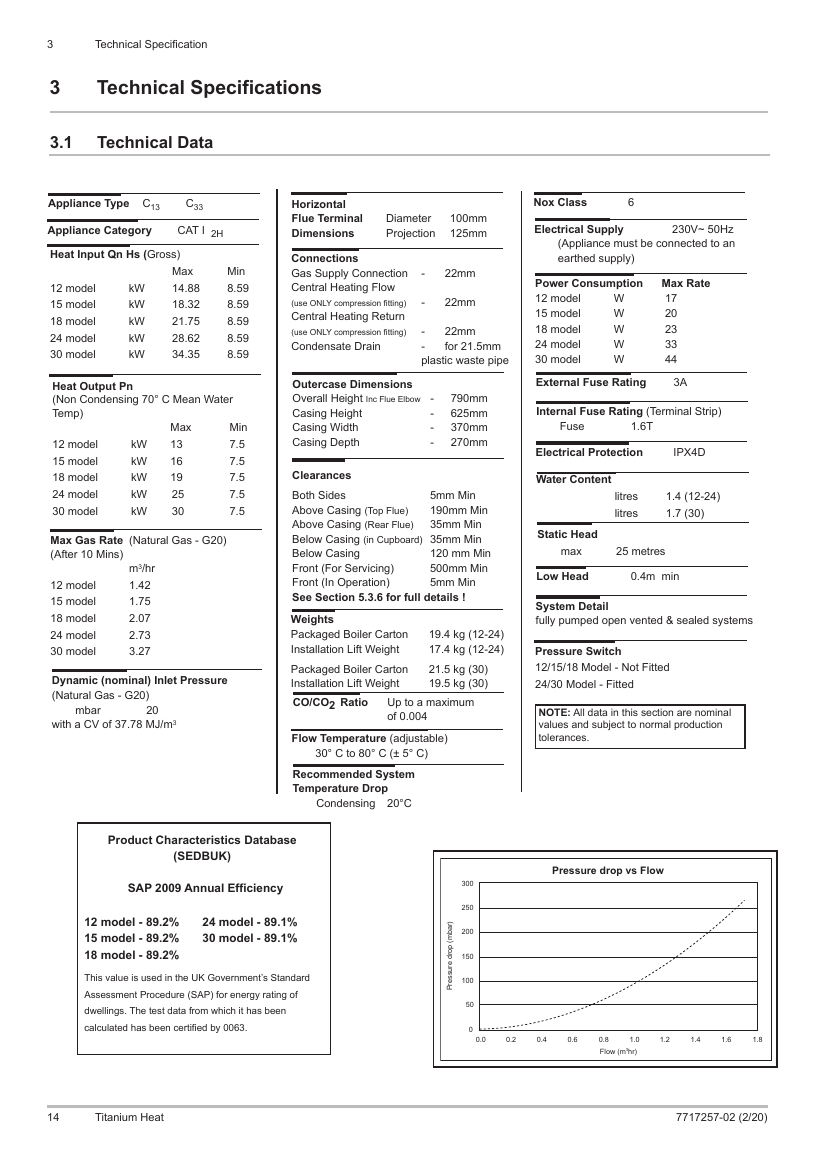 3 Technical Specification
3 Technical Specifications
3.1 Technical Data
Appliance Type C13 C33
Appliance Category CAT I 2H
Heat Input Qn Hs (Gross)
Max Min
12 model kW 14.88 8.59
15 model kW 18.32 8.59
18 model kW 21.75 8.59
24 model kW 28.62 8.59
30 model kW 34.35 8.59
Heat Output Pn
(Non Condensing 70° C Mean Water
Temp)
Max Min
12 model kW 13 7.5
15 model kW 16 7.5
18 model kW 19 7.5
24 model kW 25 7.5
30 model kW 30 7.5
Max Gas Rate (Natural Gas - G20)
(After 10 Mins)
m³/hr
12 model 1.42
15 model 1.75
18 model 2.07
24 model 2.73
30 model 3.27
Dynamic (nominal) Inlet Pressure
(Natural Gas - G20)
mbar 20
with a CV of 37.78 MJ/m³
Horizontal
Flue Terminal Diameter 100mm
Dimensions Projection 125mm
Connections
Gas Supply Connection - 22mm
Central Heating Flow
(use ONLY compression fitting) - 22mm
Central Heating Return
(use ONLY compression fitting) - 22mm
Condensate Drain - for 21.5mm
plastic waste pipe
Outercase Dimensions
Overall Height Inc Flue Elbow - 790mm
Casing Height - 625mm
Casing Width - 370mm
Casing Depth - 270mm
Clearances
Both Sides 5mm Min
Above Casing (Top Flue) 190mm Min
Above Casing (Rear Flue) 35mm Min
Below Casing (in Cupboard) 35mm Min
Below Casing 120 mm Min
Front (For Servicing) 500mm Min
Front (In Operation) 5mm Min
See Section 5.3.6 for full details !
Weights
Packaged Boiler Carton 19.4 kg (12-24)
Installation Lift Weight 17.4 kg (12-24)
Packaged Boiler Carton 21.5 kg (30)
Installation Lift Weight 19.5 kg (30)
CO/CO2 Ratio Up to a maximum
of 0.004
Flow Temperature (adjustable)
30° C to 80° C (± 5° C)
Recommended System
Temperature Drop
Condensing 20°C
Nox Class 6
Electrical Supply 230V~ 50Hz
(Appliance must be connected to an
earthed supply)
Power Consumption Max Rate
12 model W 17
15 model W 20
18 model W 23
24 model W 33
30 model W 44
External Fuse Rating 3A
Internal Fuse Rating (Terminal Strip)
Fuse 1.6T
Electrical Protection IPX4D
Water Content
litres 1.4 (12-24)
litres 1.7 (30)
Static Head
max 25 metres
Low Head 0.4m min
System Detail
fully pumped open vented & sealed systems
Pressure Switch
12/15/18 Model - Not Fitted
24/30 Model - Fitted
NOTE: All data in this section are nominal
values and subject to normal production
tolerances.
Product Characteristics Database
(SEDBUK)
SAP 2009 Annual Efficiency
12 model - 89.2% 24 model - 89.1%
15 model - 89.2% 30 model - 89.1%
18 model - 89.2%
This value is used in the UK Government's Standard
Assessment Procedure (SAP) for energy rating of
dwellings. The test data from which it has been
calculated has been certified by 0063.
Pressure drop vs Flow
Pressure drop (mbar)
300
250
200
150
100
50
0
0.0 0.2 0.4 0.6 0.8 1.0 1.2 1.4 1.6 1.8
Flow (m³hr)
14 Titanium Heat 7717257-02 (2/20)